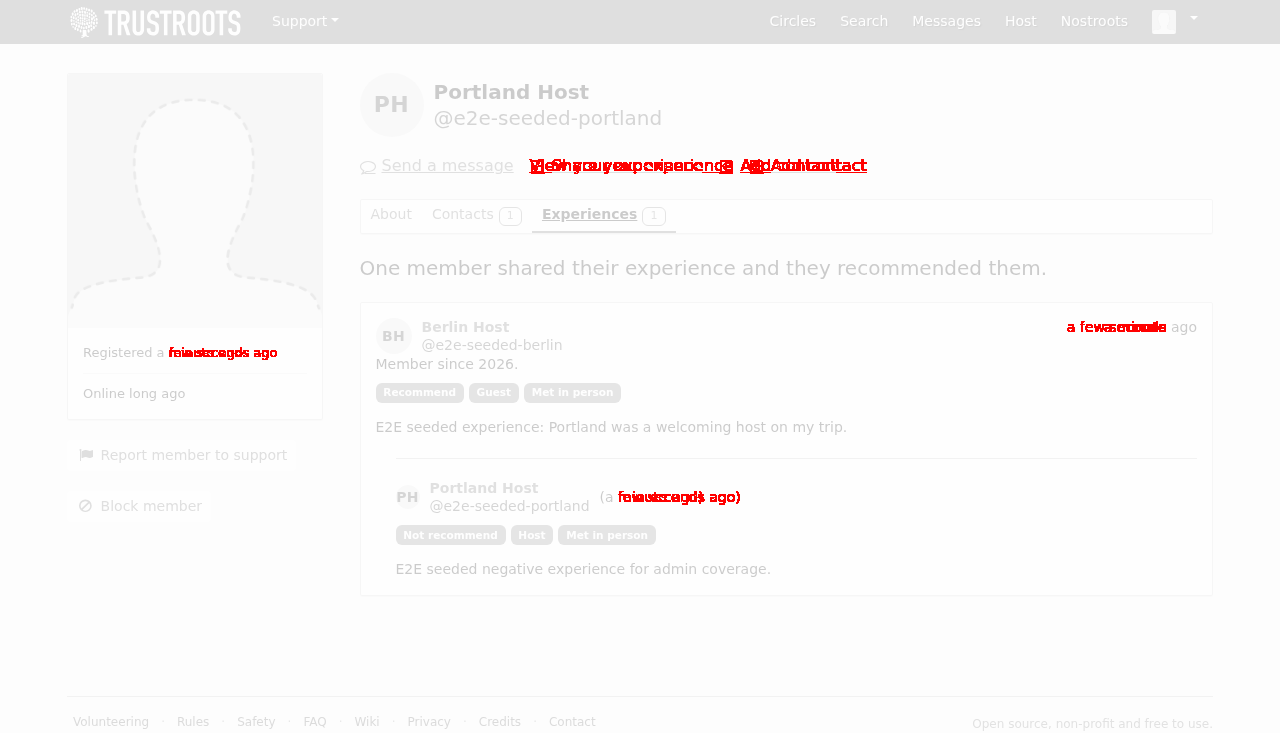 TRUSTROOTS Support Circles Search Messages Host Nostroots
PH Portland Host
@e2e-seeded-portland
Send a message
About Contacts 1 Experiences 1
One member shared their experience and they recommended them.
BH Berlin Host
@e2e-seeded-berlin
ago
Member since 2026.
Recommend Guest Met in person
E2E seeded experience: Portland was a welcoming host on my trip.
PH Portland Host
@e2e-seeded-portland
(a ago)
Not recommend Host Met in person
E2E seeded negative experience for admin coverage.
Registered a ago
Online long ago
Report member to support
Block member
Volunteering · Rules · Safety · FAQ · Wiki · Privacy · Credits · Contact
Open source, non-profit and free to use.